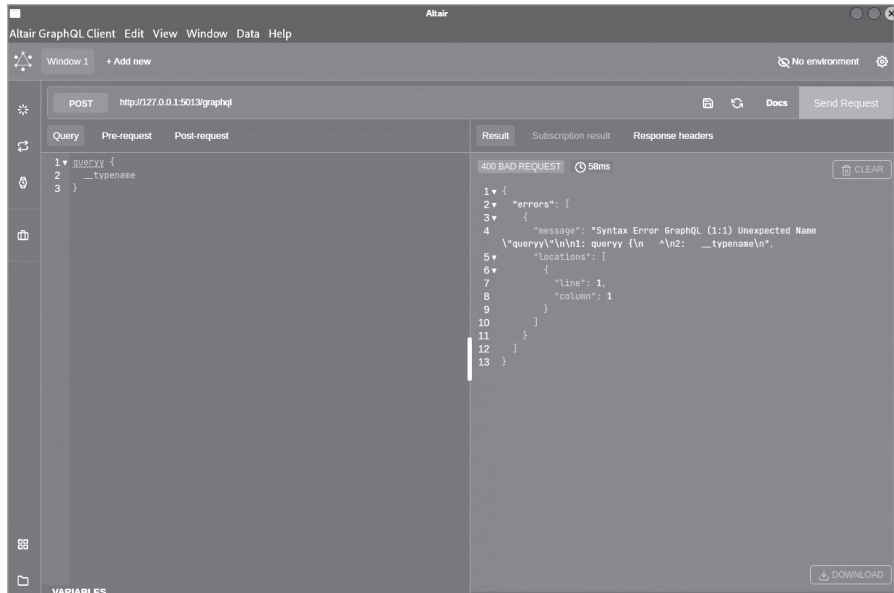 Altair
Altair GraphQL Client Edit View Window Data Help
Window 1 + Add new No environment
POST http://127.0.0.1:5013/graphql Docs Send Request
Query Pre-request Post-request
1 queryy {
2 __typename
3 }
VARIABLES
Result Subscription result Response headers
400 BAD REQUEST 58ms CLEAR
1 {
2 "errors": [
3 {
4 "message": "Syntax Error GraphQL (1:1) Unexpected Name
\"queryy\"\n\n1: queryy {\n ^\n2: __typename\n",
5 "locations": [
6 {
7 "line": 1,
8 "column": 1
9 }
10 ]
11 }
12 ]
13 }
DOWNLOAD